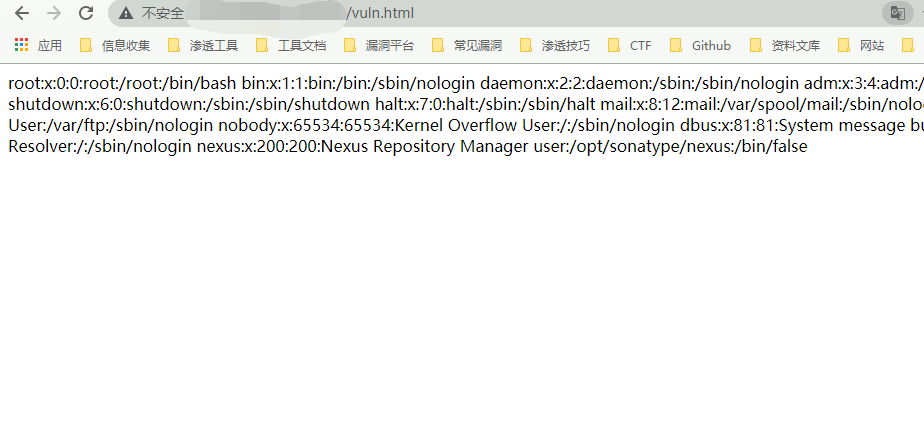 不安全 /vuln.html
应用 信息收集 渗透工具 工具文档 漏洞平台 常见漏洞 渗透技巧 CTF Github 资料文库 网站
root:x:0:0:root:/root:/bin/bash bin:x:1:1:bin:/bin:/sbin/nologin daemon:x:2:2:daemon:/sbin:/sbin/nologin adm:x:3:4:adm:/
shutdown:x:6:0:shutdown:/sbin:/sbin/shutdown halt:x:7:0:halt:/sbin:/sbin/halt mail:x:8:12:mail:/var/spool/mail:/sbin/nolo
User:/var/ftp:/sbin/nologin nobody:x:65534:65534:Kernel Overflow User:/:/sbin/nologin dbus:x:81:81:System message bu
Resolver:/:/sbin/nologin nexus:x:200:200:Nexus Repository Manager user:/opt/sonatype/nexus:/bin/false